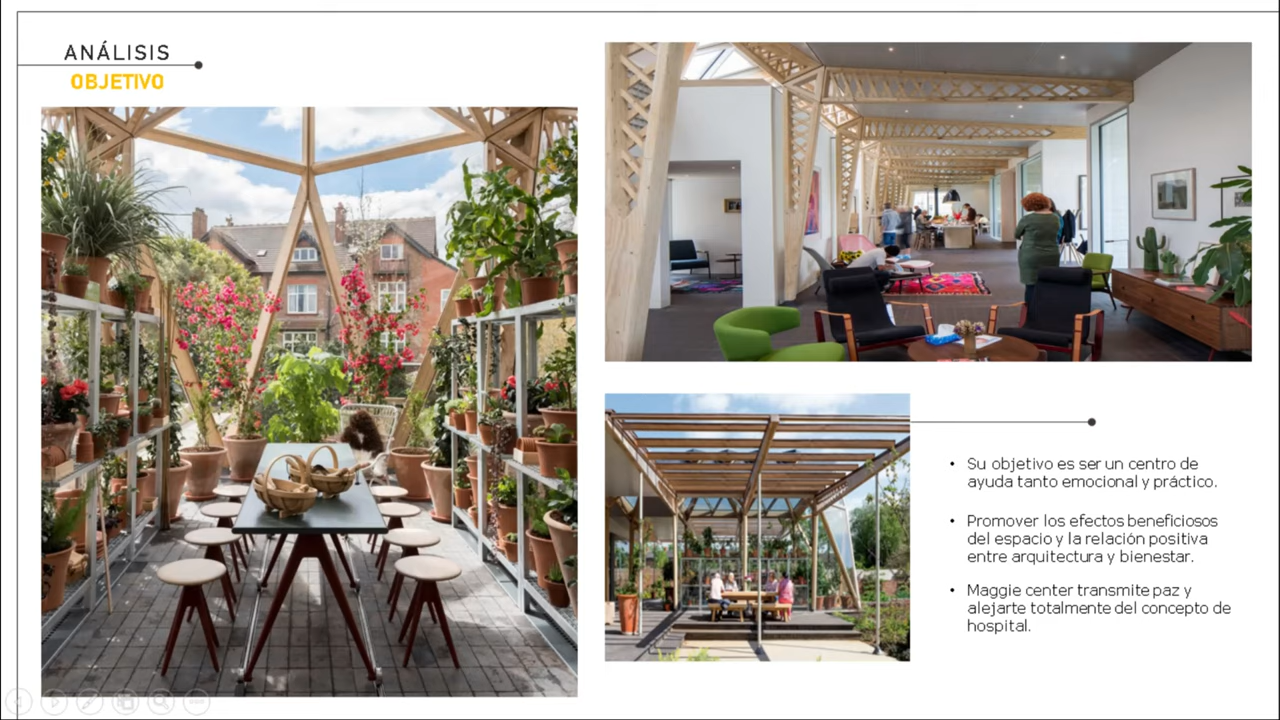 ANÁLISIS
OBJETIVO
• Su objetivo es ser un centro de
ayuda tanto emocional y práctico.
• Promover los efectos beneficiosos
del espacio y la relación positiva
entre arquitectura y bienestar.
• Maggie center transmite paz y
alejarte totalmente del concepto de
hospital.